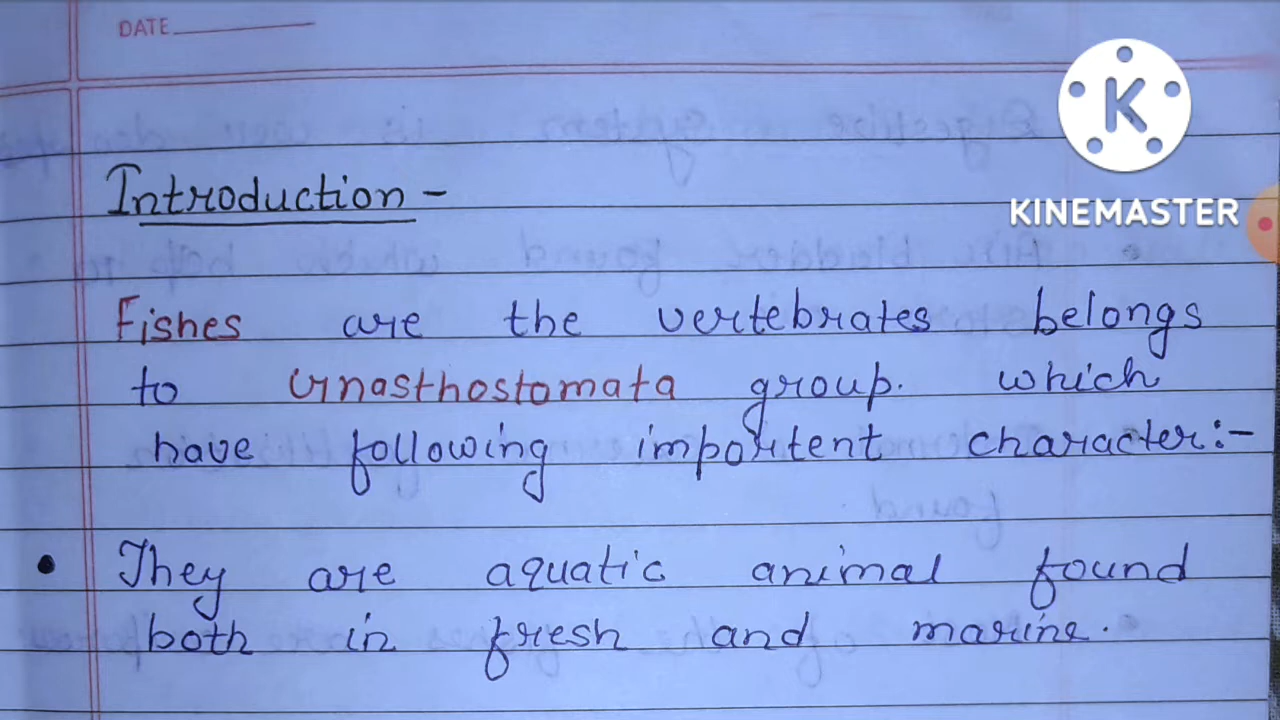 DATE
K
KINEMASTER
Introduction -
Fishes are the vertebrates belongs
to Gnasthostomata group. which
have following importent character:-
• They are aquatic animal found
both in fresh and marine.